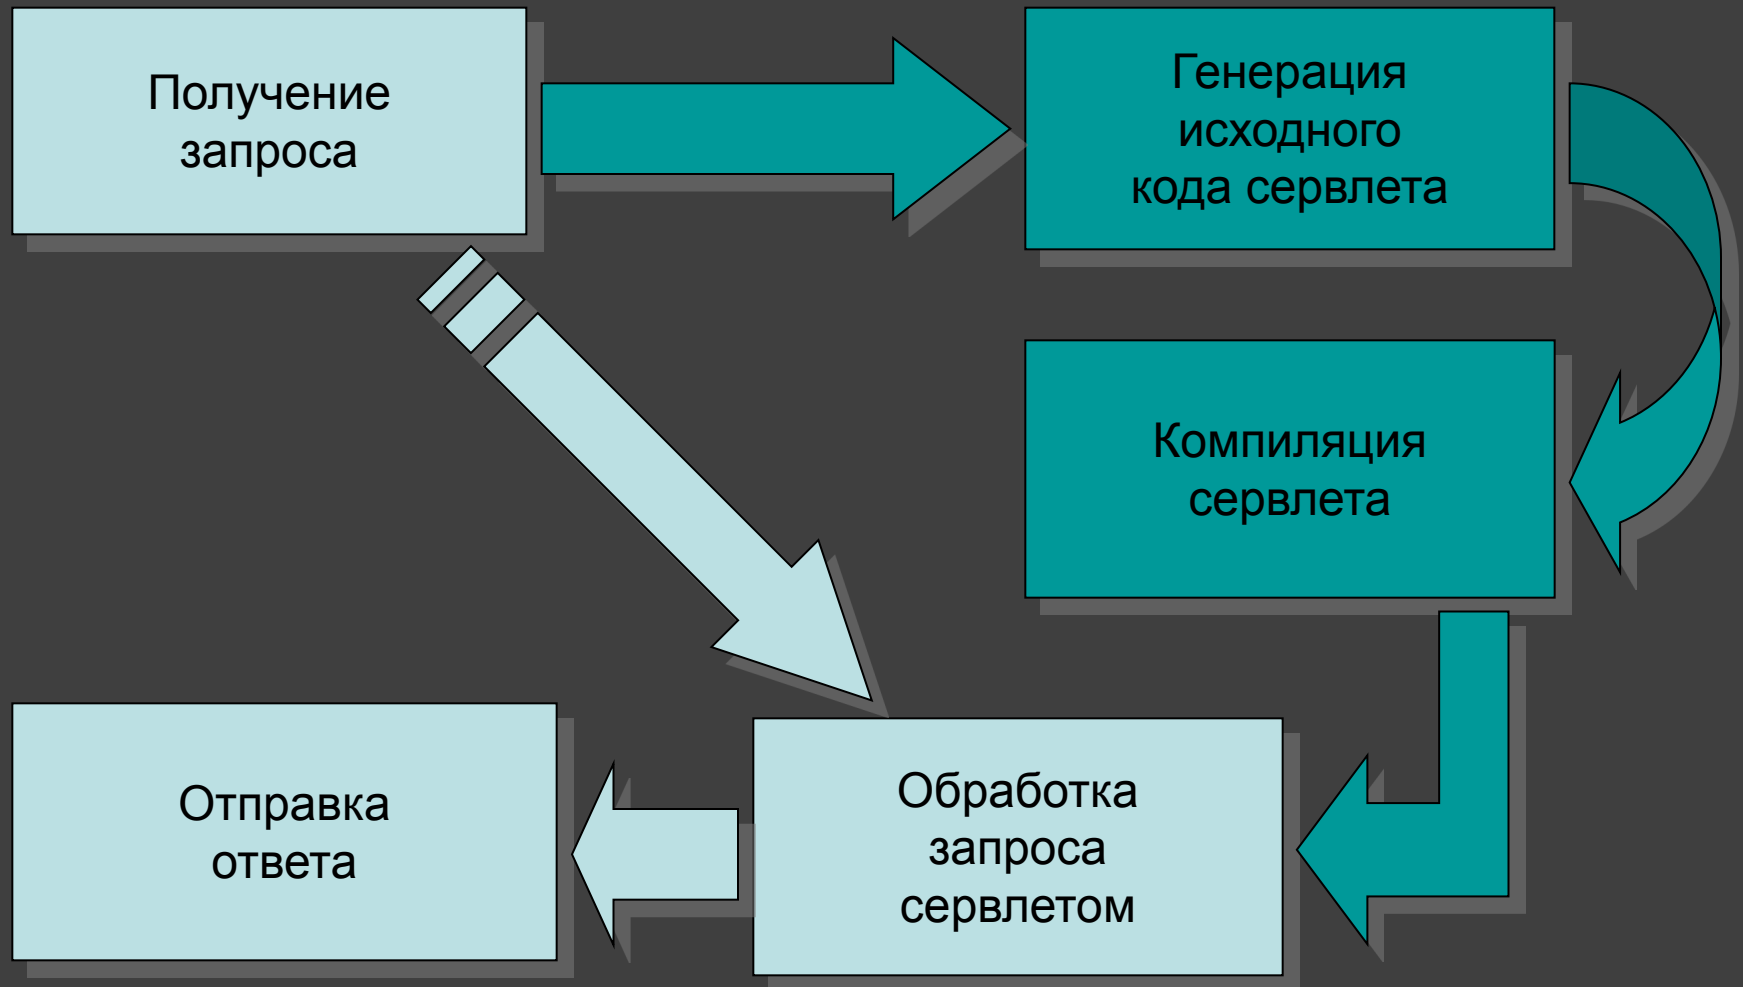 Получение
запроса
Генерация
исходного
кода сервлета
Компиляция
сервлета
Обработка
запроса
сервлетом
Отправка
ответа